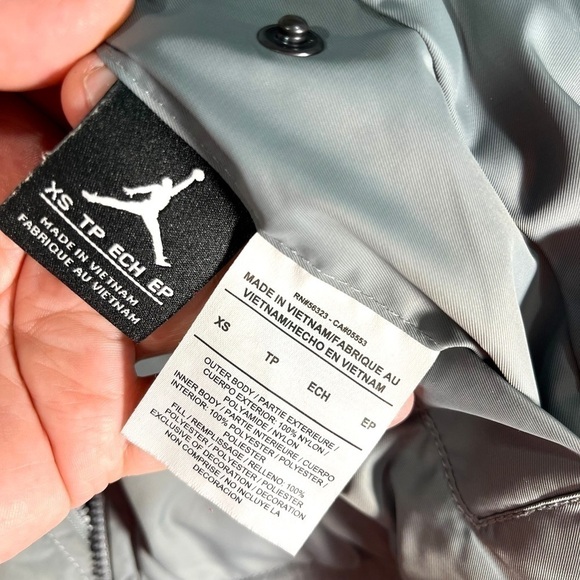 XS TP ECH EP
MADE IN VIETNAM
FABRIQUE AU VIETNAM
RN#56323 - CA#05553
MADE IN VIETNAM/FABRIQUE AU
VIETNAM/HECHO EN VIETNAM
XS TP ECH EP
OUTER BODY / PARTIE EXTERIEURE /
CUERPO EXTERIOR: 100% NYLON /
POLYAMIDE / NYLON
INNER BODY / PARTIE INTERIEURE / CUERPO
INTERIOR: 100% POLYESTER / POLYESTER /
POLIESTER
FILL / REMPLISSAGE / RELLENO: 100%
POLYESTER / POLYESTER / POLIESTER
EXCLUSIVE OF DECORATION / DECORATION
NON COMPRISE / NO INCLUYE LA
DECORACION